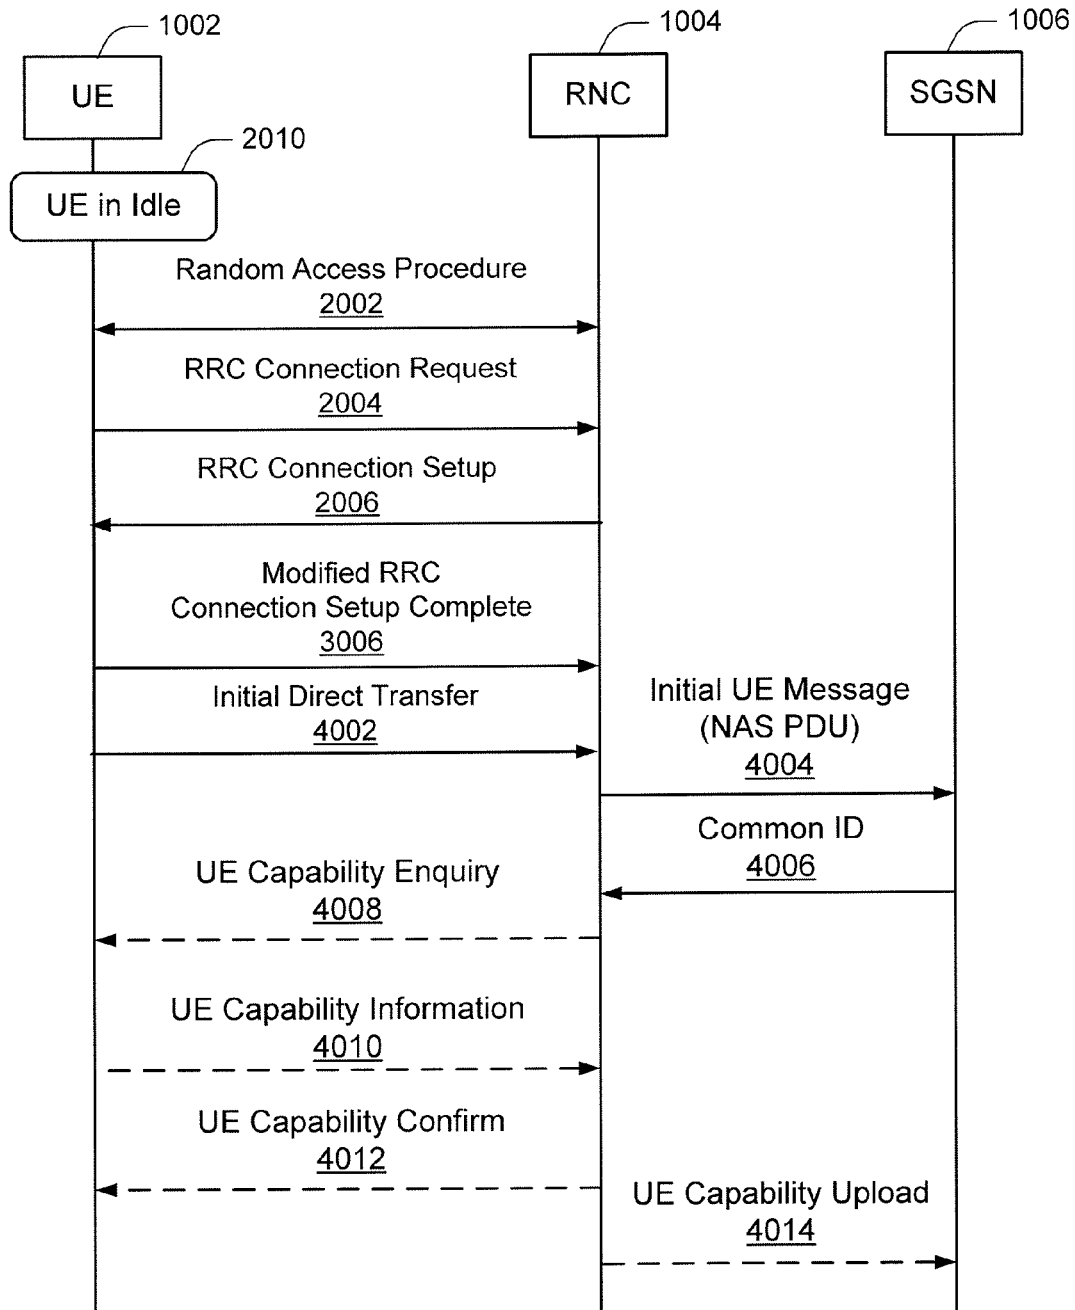 1002
1004
1006
UE
RNC
SGSN
2010
UE in Idle
Random Access Procedure
2002
RRC Connection Request
2004
RRC Connection Setup
2006
Modified RRC
Connection Setup Complete
3006
Initial Direct Transfer
4002
Initial UE Message
(NAS PDU)
4004
Common ID
4006
UE Capability Enquiry
4008
UE Capability Information
4010
UE Capability Confirm
4012
UE Capability Upload
4014